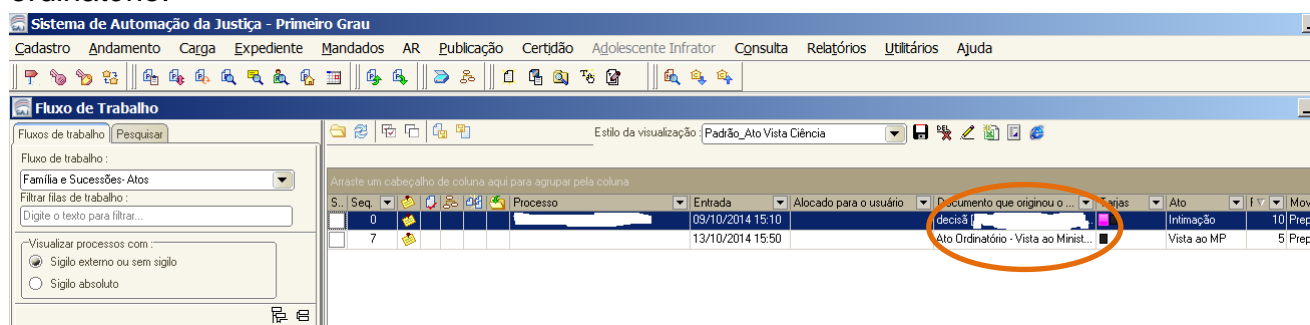 Sistema de Automação da Justiça - Primeiro Grau
Cadastro Andamento Carga Expediente Mandados AR Publicação Certidão Adolescente Infrator Consulta Relatórios Utilitários Ajuda
Fluxo de Trabalho
Fluxos de trabalho Pesquisar
Estilo da visualização: Padrão_Ato Vista Ciência
Fluxo de trabalho :
Família e Sucessões- Atos
Arraste um cabeçalho de coluna aqui para agrupar pela coluna
Filtrar filas de trabalho :
S.. Seq. Processo Entrada Alocado para o usuário Documento que originou o ... Tarjas Ato Mov
Digite o texto para filtrar...
0 09/10/2014 15:10 decisã Intimação 10 Prep
7 13/10/2014 15:50 Ato Ordinatório - Vista ao Minist... Vista ao MP 5 Prep
Visualizar processos com :
Sigilo externo ou sem sigilo
Sigilo absoluto